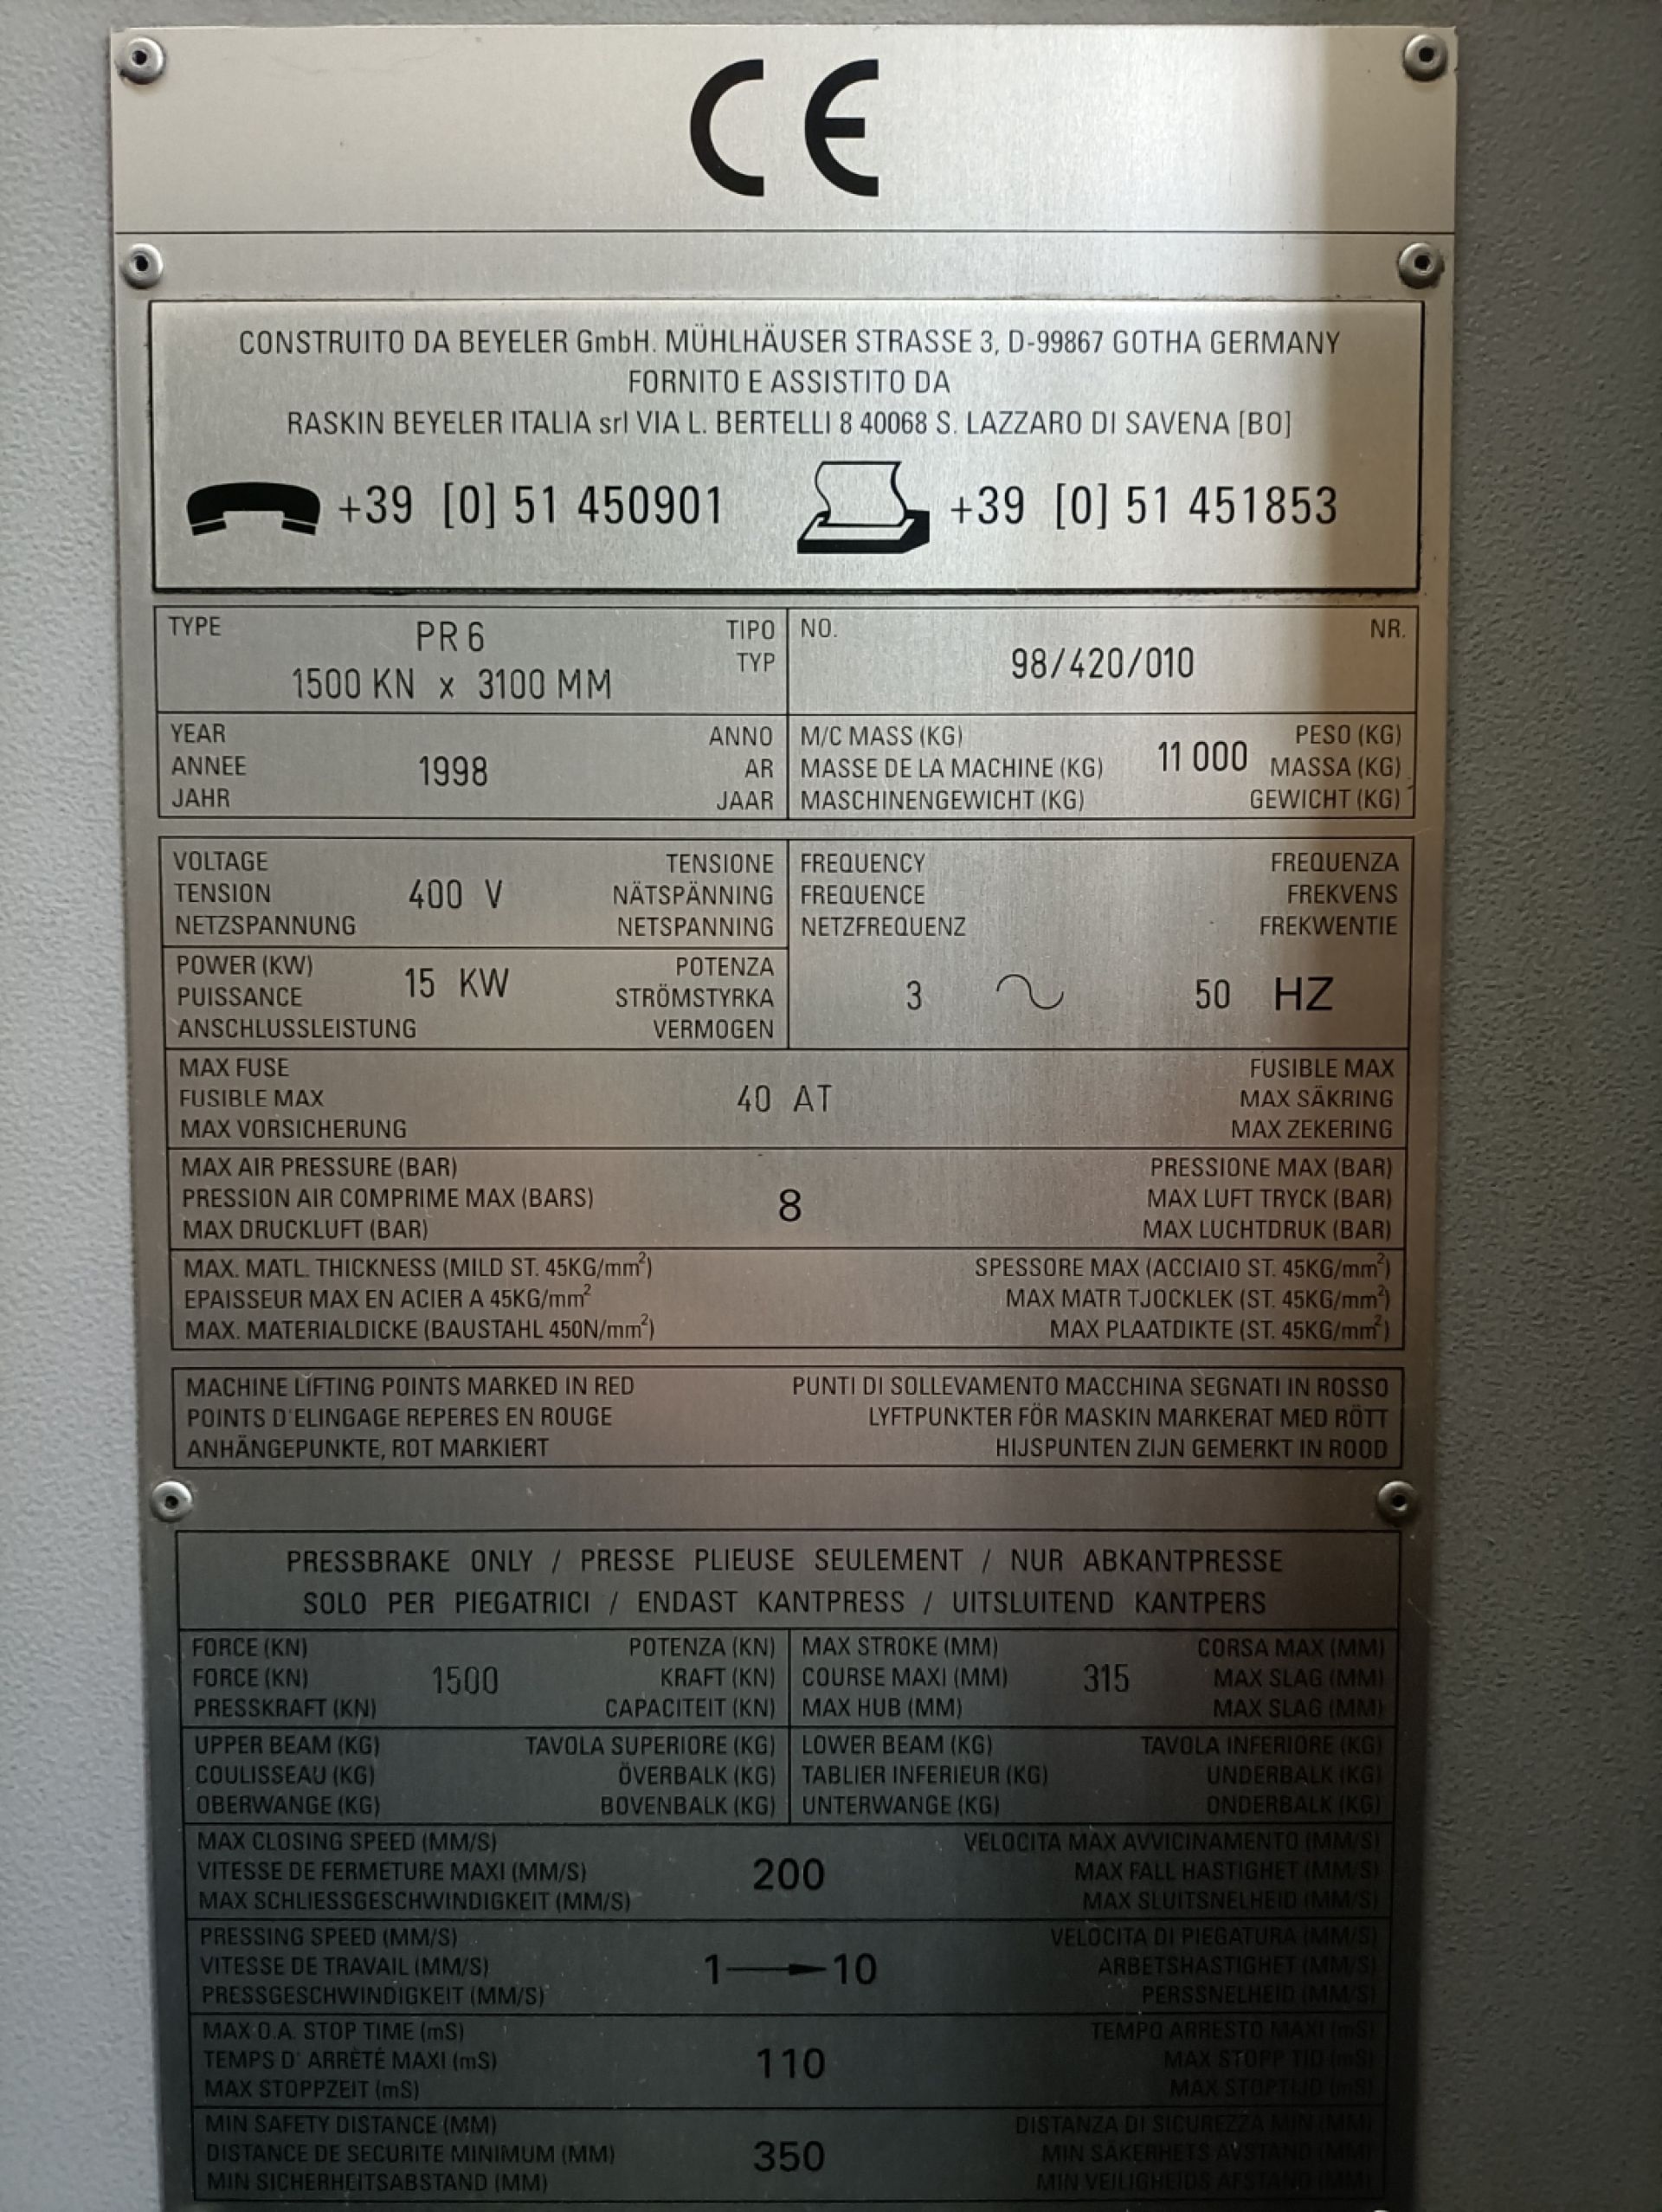 CE
CONSTRUITO DA BEYELER GmbH. MÜHLHÄUSER STRASSE 3, D-99867 GOTHA GERMANY
FORNITO E ASSISTITO DA
RASKIN BEYELER ITALIA srl VIA L. BERTELLI 8 40068 S. LAZZARO DI SAVENA [BO]
+39 [0] 51 450901 +39 [0] 51 451853
TYPE PR 6 TIPO
1500 KN x 3100 MM TYP
NO. NR.
98/420/010
YEAR ANNO
ANNEE 1998 AR
JAHR JAAR
M/C MASS (KG) PESO (KG)
MASSE DE LA MACHINE (KG) 11 000 MASSA (KG)
MASCHINENGEWICHT (KG) GEWICHT (KG)
VOLTAGE TENSIONE
TENSION 400 V NÄTSPÄNNING
NETZSPANNUNG NETSPANNING
POWER (KW) POTENZA
PUISSANCE 15 KW STRÖMSTYRKA
ANSCHLUSSLEISTUNG VERMOGEN
FREQUENCY FREQUENZA
FREQUENCE FREKVENS
NETZFREQUENZ FREKWENTIE
3 ~ 50 HZ
MAX FUSE FUSIBLE MAX
FUSIBLE MAX 40 AT MAX SÄKRING
MAX VORSICHERUNG MAX ZEKERING
MAX AIR PRESSURE (BAR) PRESSIONE MAX (BAR)
PRESSION AIR COMPRIME MAX (BARS) 8 MAX LUFT TRYCK (BAR)
MAX DRUCKLUFT (BAR) MAX LUCHTDRUK (BAR)
MAX. MATL. THICKNESS (MILD ST. 45KG/mm²) SPESSORE MAX (ACCIAIO ST. 45KG/mm²)
EPAISSEUR MAX EN ACIER A 45KG/mm² MAX MATR TJOCKLEK (ST. 45KG/mm²)
MAX. MATERIALDICKE (BAUSTAHL 450N/mm²) MAX PLAATDIKTE (ST. 45KG/mm²)
MACHINE LIFTING POINTS MARKED IN RED PUNTI DI SOLLEVAMENTO MACCHINA SEGNATI IN ROSSO
POINTS D'ELINGAGE REPERES EN ROUGE LYFTPUNKTER FÖR MASKIN MARKERAT MED RÖTT
ANHÄNGEPUNKTE, ROT MARKIERT HIJSPUNTEN ZIJN GEMERKT IN ROOD
PRESSBRAKE ONLY / PRESSE PLIEUSE SEULEMENT / NUR ABKANTPRESSE
SOLO PER PIEGATRICI / ENDAST KANTPRESS / UITSLUITEND KANTPERS
FORCE (KN) POTENZA (KN)
FORCE (KN) 1500 KRAFT (KN)
PRESSKRAFT (KN) CAPACITEIT (KN)
MAX STROKE (MM) CORSA MAX (MM)
COURSE MAXI (MM) 315 MAX SLAG (MM)
MAX HUB (MM) MAX SLAG (MM)
UPPER BEAM (KG) TAVOLA SUPERIORE (KG)
COULISSEAU (KG) ÖVERBALK (KG)
OBERWANGE (KG) BOVENBALK (KG)
LOWER BEAM (KG) TAVOLA INFERIORE (KG)
TABLIER INFERIEUR (KG) UNDERBALK (KG)
UNTERWANGE (KG) ONDERBALK (KG)
MAX CLOSING SPEED (MM/S) VELOCITA MAX AVVICINAMENTO (MM/S)
VITESSE DE FERMETURE MAXI (MM/S) 200 MAX FALL HASTIGHET (MM/S)
MAX SCHLIESSGESCHWINDIGKEIT (MM/S) MAX SLUITSNELHEID (MM/S)
PRESSING SPEED (MM/S) VELOCITA DI PIEGATURA (MM/S)
VITESSE DE TRAVAIL (MM/S) 1 → 10 ARBETSHASTIGHET (MM/S)
PRESSGESCHWINDIGKEIT (MM/S) PERSSNELHEID (MM/S)
MAX O.A. STOP TIME (mS) TEMPO ARRESTO MAXI (mS)
TEMPS D' ARRÈTÉ MAXI (mS) 110 MAX STOPP TID (mS)
MAX STOPPZEIT (mS) MAX STOPTIJD (mS)
MIN SAFETY DISTANCE (MM) DISTANZA DI SICUREZZA MIN (MM)
DISTANCE DE SECURITE MINIMUM (MM) 350 MIN SÄKERHETS AVSTAND (MM)
MIN SICHERHEITSABSTAND (MM) MIN VEILIGHEIDS AFSTAND (MM)